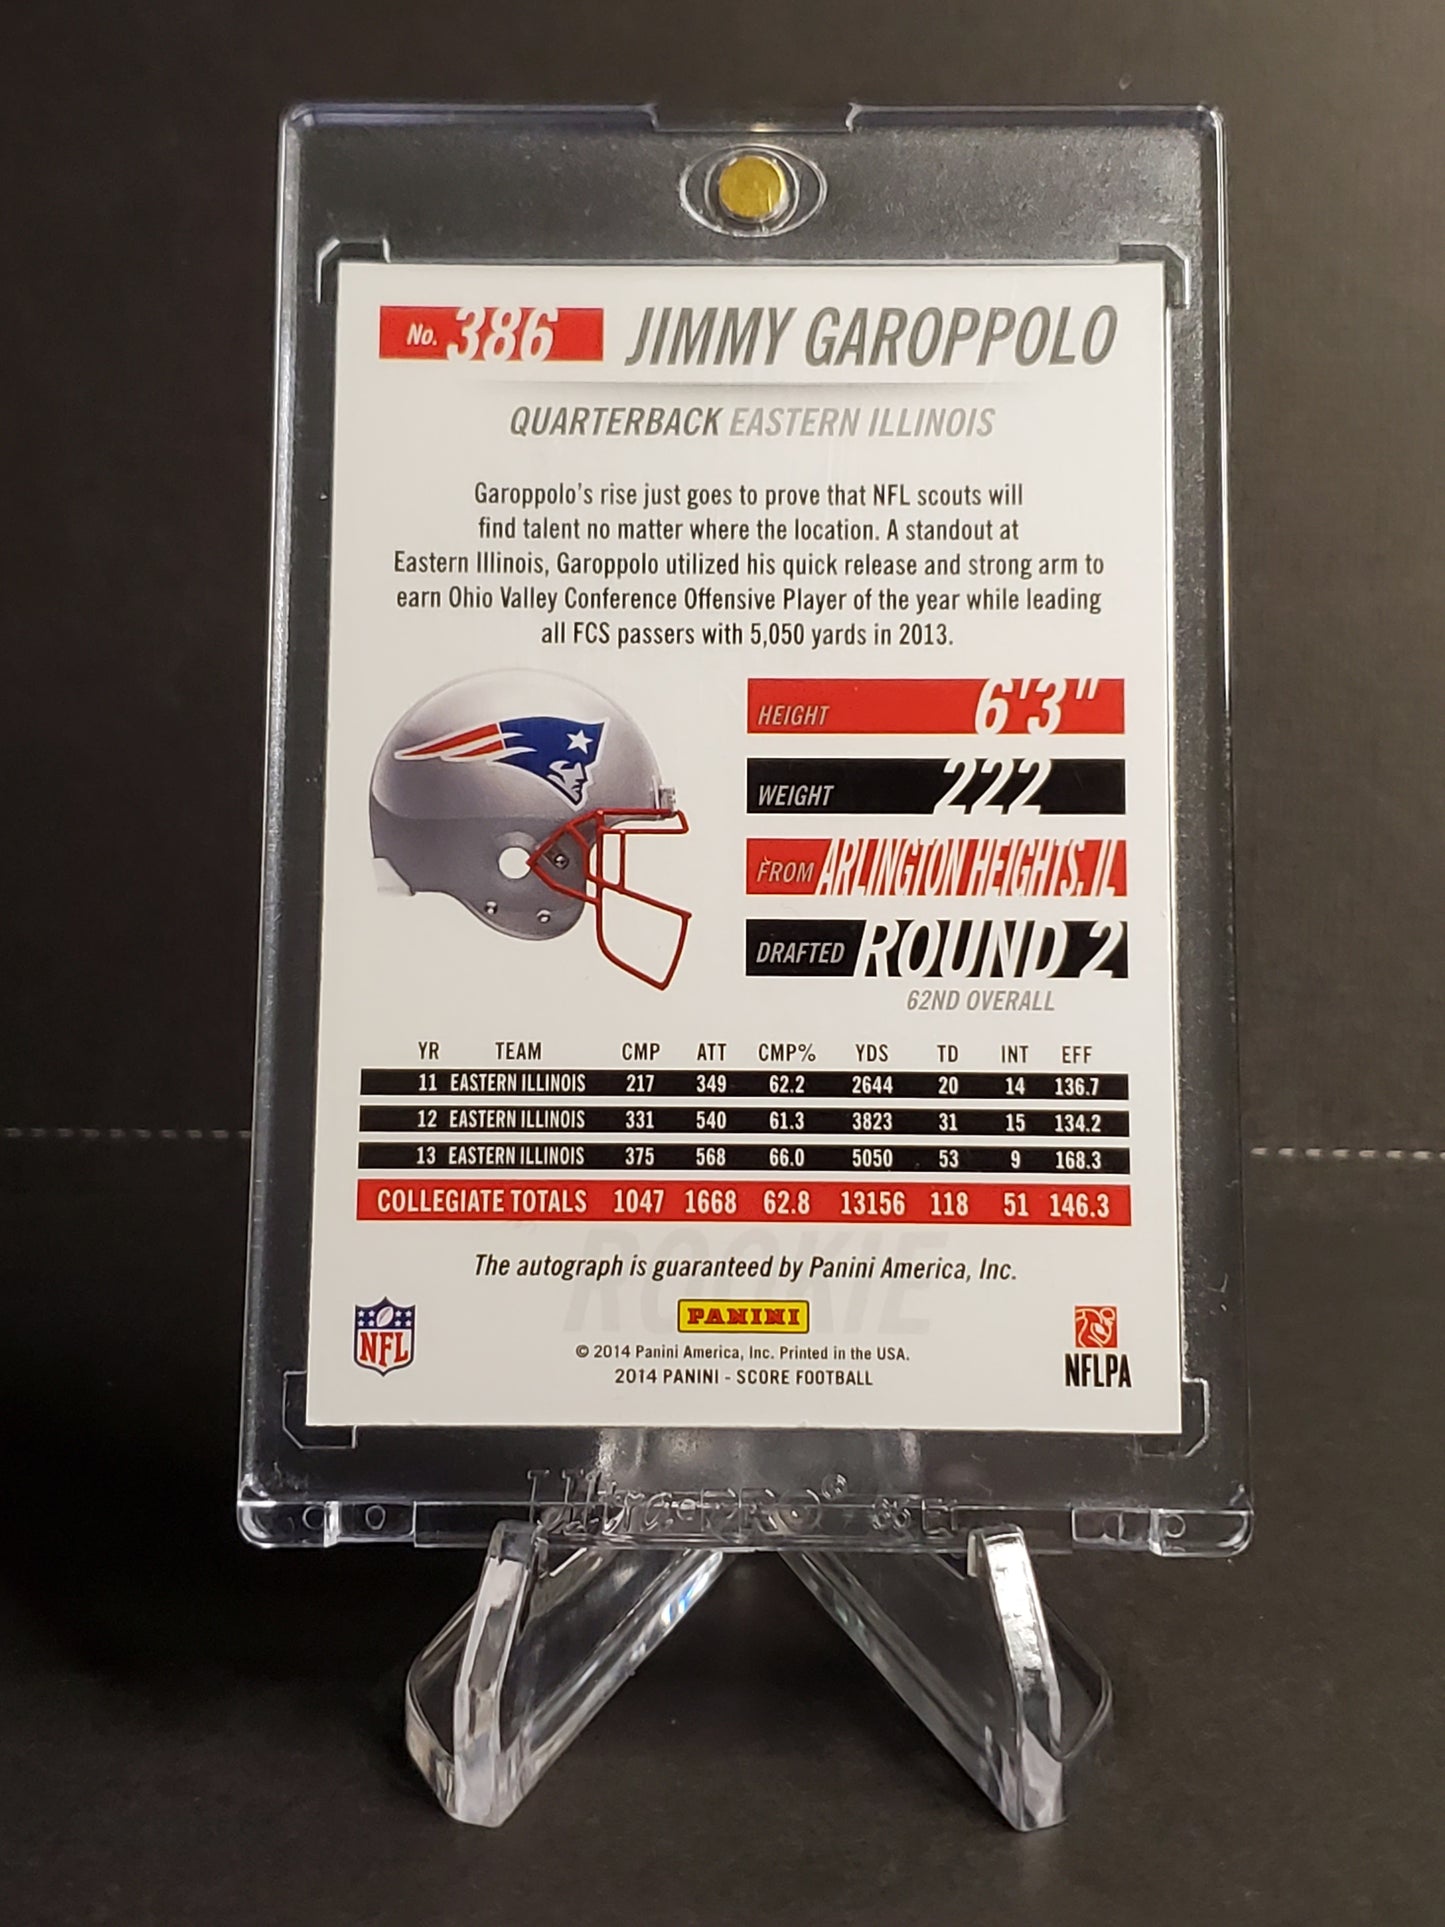 No. 386 JIMMY GAROPPOLO
QUARTERBACK EASTERN ILLINOIS
Garoppolo's rise just goes to prove that NFL scouts will
find talent no matter where the location. A standout at
Eastern Illinois, Garoppolo utilized his quick release and strong arm to
earn Ohio Valley Conference Offensive Player of the year while leading
all FCS passers with 5,050 yards in 2013.
HEIGHT 6'3"
WEIGHT 222
FROM ARLINGTON HEIGHTS, IL
DRAFTED ROUND 2
62ND OVERALL
YR TEAM CMP ATT CMP% YDS TD INT EFF
11 EASTERN ILLINOIS 217 349 62.2 2644 20 14 136.7
12 EASTERN ILLINOIS 331 540 61.3 3823 31 15 134.2
13 EASTERN ILLINOIS 375 568 66.0 5050 53 9 168.3
COLLEGIATE TOTALS 1047 1668 62.8 13156 118 51 146.3
ROOKIE
The autograph is guaranteed by Panini America, Inc.
PANINI
NFL
© 2014 Panini America, Inc. Printed in the USA.
2014 PANINI - SCORE FOOTBALL
NFLPA
Ultra•PRO®